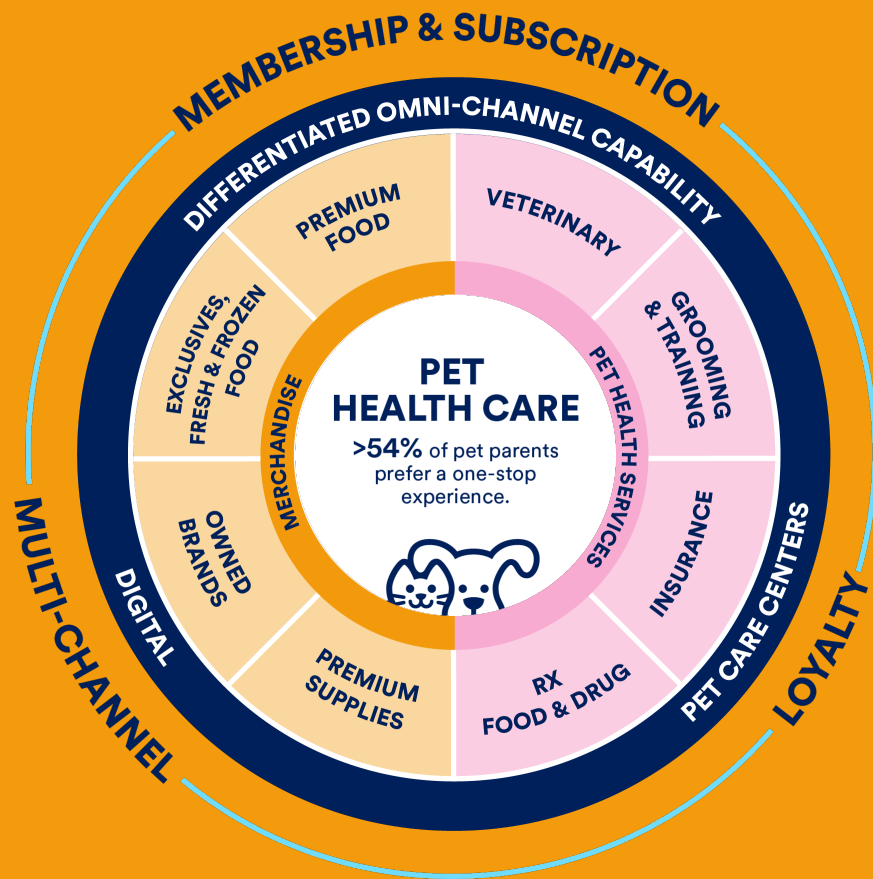 MEMBERSHIP & SUBSCRIPTION
DIFFERENTIATED OMNI-CHANNEL CAPABILITY
PREMIUM
FOOD
VETERINARY
EXCLUSIVES,
FRESH & FROZEN
FOOD
GROOMING
& TRAINING
MERCHANDISE
PET
HEALTH CARE
>54% of pet parents
prefer a one-stop
experience.
PET HEALTH SERVICES
OWNED
BRANDS
INSURANCE
PREMIUM
SUPPLIES
RX
FOOD & DRUG
DIGITAL
PET CARE CENTERS
MULTI-CHANNEL
LOYALTY